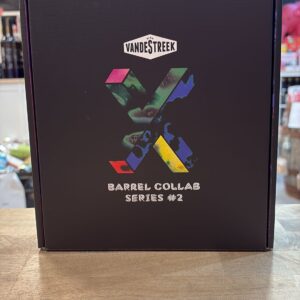 VANDESTREEK
X
BARREL COLLAB
SERIES #2